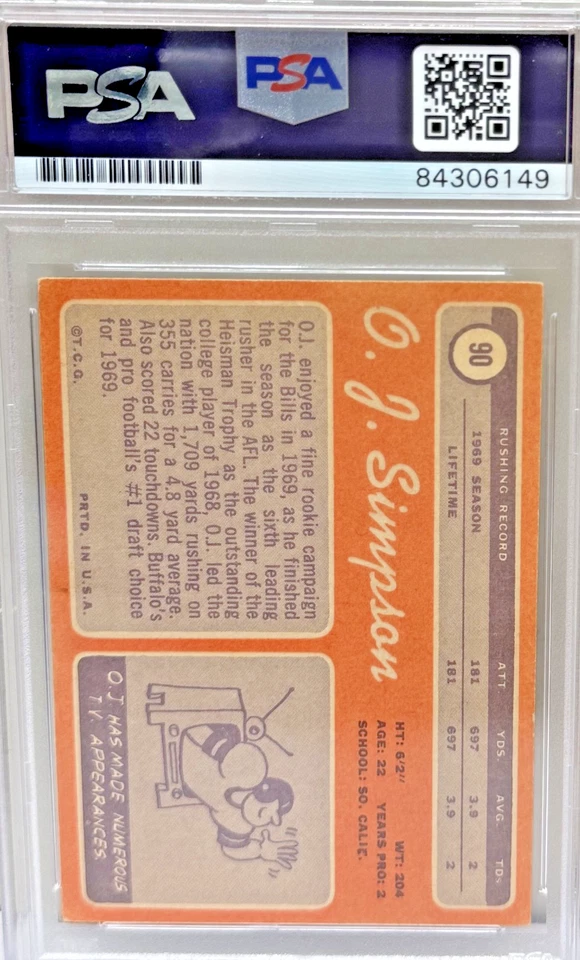 PSA
PSA
84306149
90
RUSHING RECORD ATT. YDS. AVG. TDs
1969 SEASON 181 697 3.9 2
LIFETIME 181 697 3.9 2
O. J. Simpson
HT: 6'2" WT: 204
AGE: 22 YEARS PRO: 2
SCHOOL: SO. CALIF.
O.J. enjoyed a fine rookie campaign
for the Bills in 1969, as he finished
the season as the sixth leading
rusher in the AFL. The winner of the
Heisman Trophy as the outstanding
college player of 1968, O.J. led the
nation with 1,709 yards rushing on
355 carries for a 4.8 yard average.
Also scored 22 touchdowns. Buffalo's
and pro football's #1 draft choice
for 1969.
©T.C.G. PRTD. IN U.S.A.
O.J HAS MADE NUMEROUS
T.V. APPEARANCES.